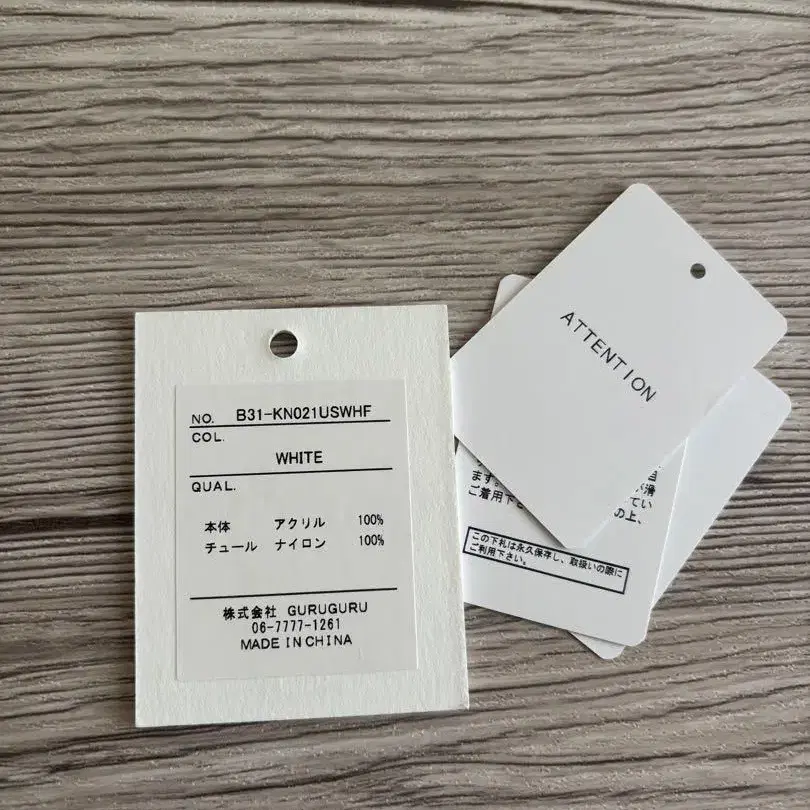 NO. B31-KN021USWHF
COL.
WHITE
QUAL.
本体 アクリル 100%
チュール ナイロン 100%
株式会社 GURUGURU
06-7777-1261
MADE IN CHINA
ATTENTION
ます。
ご着用下さ
の上、
この下札は永久保存し、取扱いの際に
ご利用下さい。